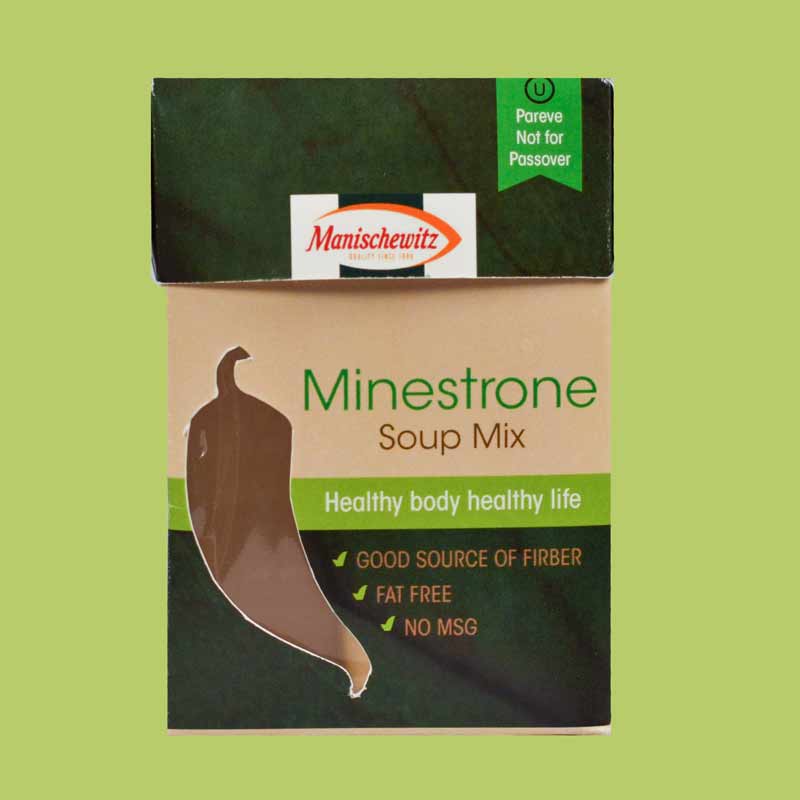 U
Pareve
Not for
Passover
Manischewitz
QUALITY SINCE 1888
Minestrone
Soup Mix
Healthy body healthy life
GOOD SOURCE OF FIRBER
FAT FREE
NO MSG